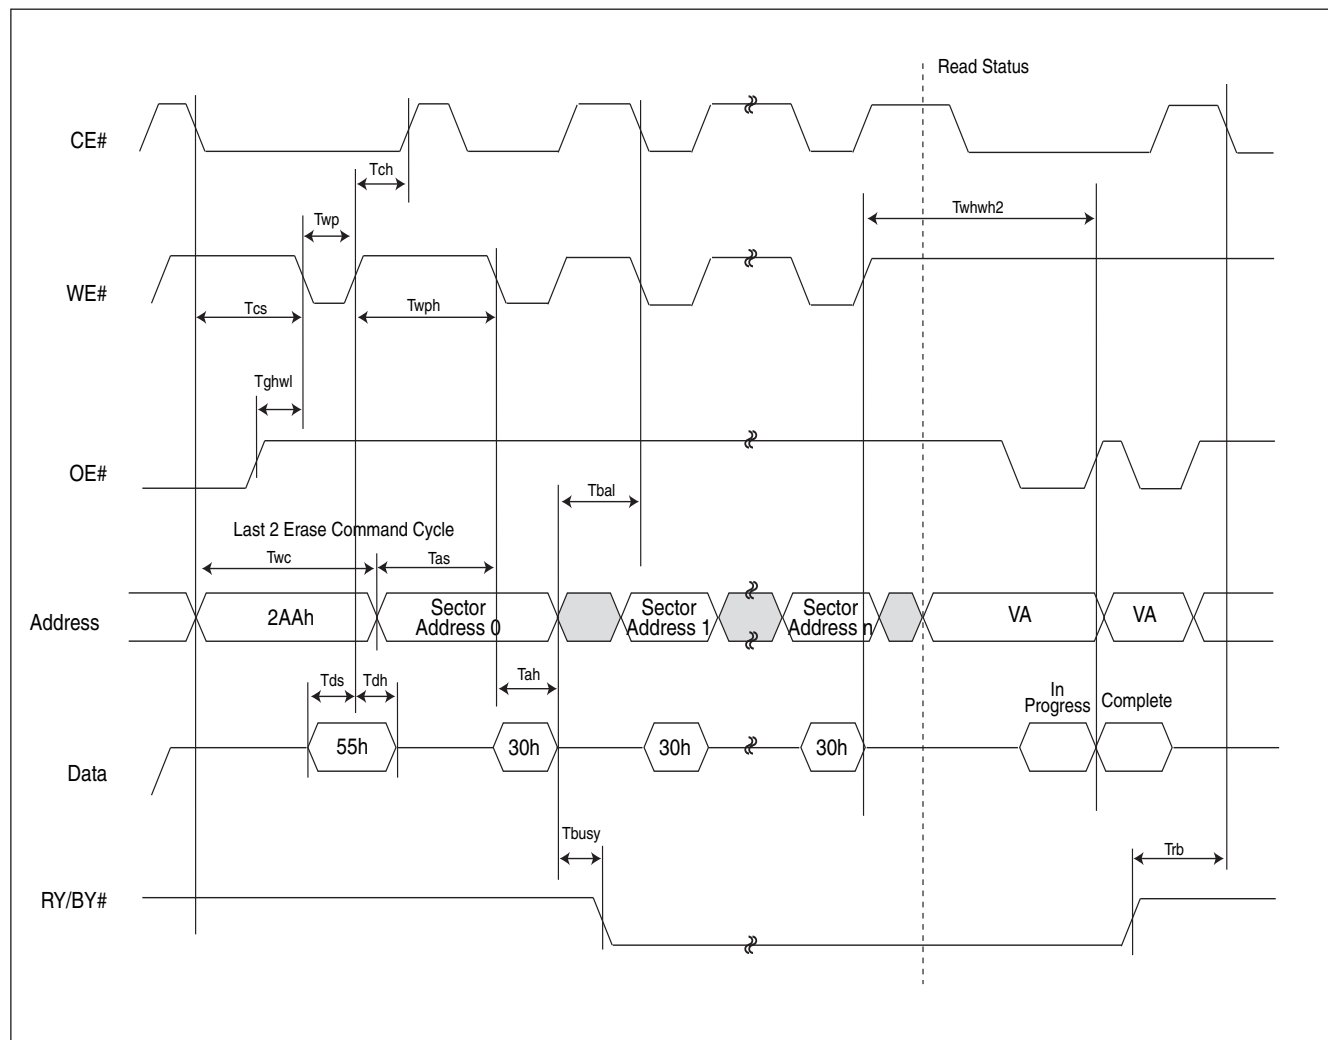 Read Status
CE#
Tch
Twhwh2
Twp
WE#
Tcs
Twph
Tghwl
OE#
Tbal
Last 2 Erase Command Cycle
Twc
Tas
Address
2AAh
Sector
Address 0
Sector
Address 1
Sector
Address n
VA
VA
Tds
Tdh
Tah
In
Progress
Complete
Data
55h
30h
30h
30h
Tbusy
Trb
RY/BY#